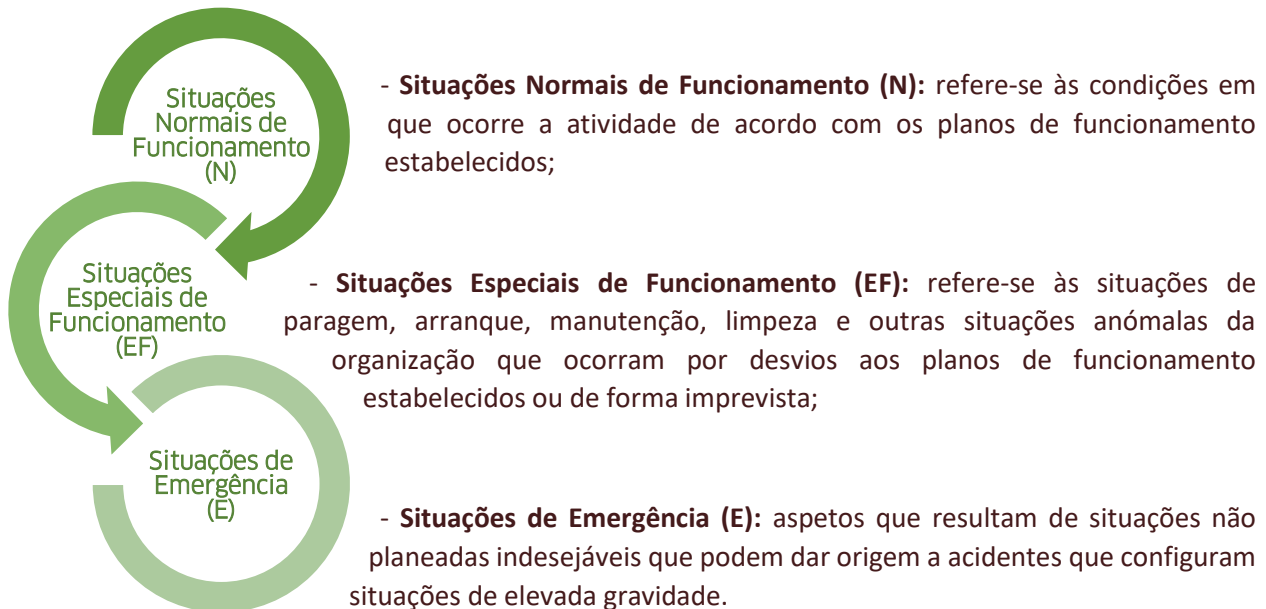 Situações
Normais de
Funcionamento
(N)
- Situações Normais de Funcionamento (N): refere-se às condições em
que ocorre a atividade de acordo com os planos de funcionamento
estabelecidos;
Situações
Especiais de
Funcionamento
(EF)
- Situações Especiais de Funcionamento (EF): refere-se às situações de
paragem, arranque, manutenção, limpeza e outras situações anómalas da
organização que ocorram por desvios aos planos de funcionamento
estabelecidos ou de forma imprevista;
Situações de
Emergência
(E)
- Situações de Emergência (E): aspetos que resultam de situações não
planeadas indesejáveis que podem dar origem a acidentes que configuram
situações de elevada gravidade.